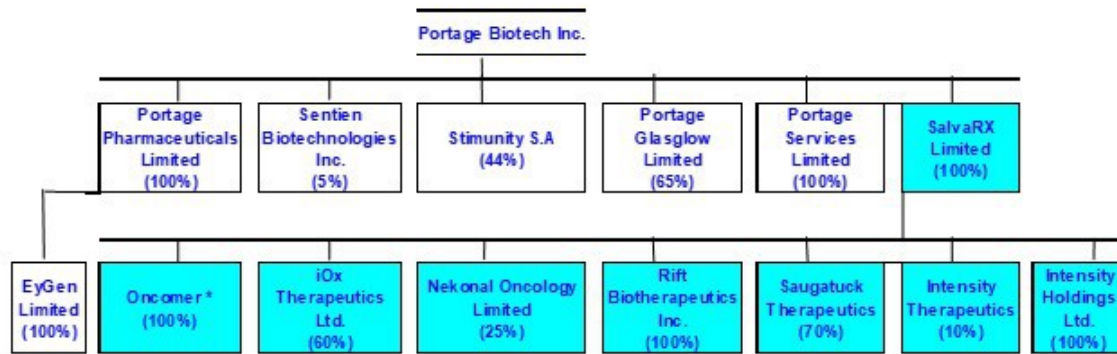 Portage Biotech Inc.
Portage
Pharmaceuticals
Limited
(100%)
Sentien
Biotechnologies
Inc.
(5%)
Stimunity S.A
(44%)
Portage
Glasglow
Limited
(65%)
Portage
Services
Limited
(100%)
SalvaRX
Limited
(100%)
EyGen
Limited
(100%)
Oncomer *
(100%)
iOx
Therapeutics
Ltd.
(60%)
Nekonal Oncology
Limited
(25%)
Rift
Biotherapeutics
Inc.
(100%)
Saugatuck
Therapeutics
(70%)
Intensity
Therapeutics
(10%)
Intensity
Holdings
Ltd.
(100%)